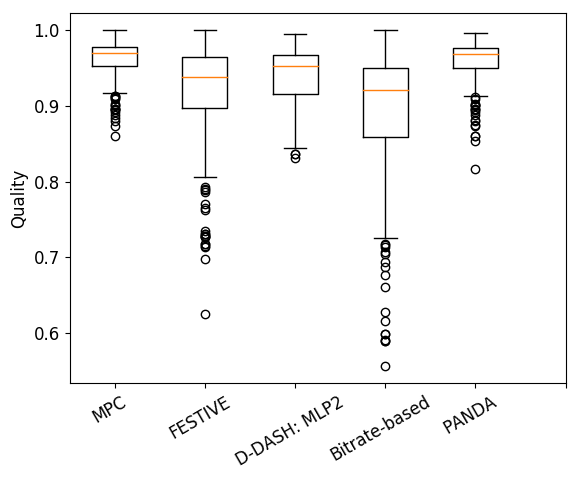 1.0
0.9
0.8
0.7
0.6
Quality
MPC
FESTIVE
D-DASH: MLP2
Bitrate-based
PANDA